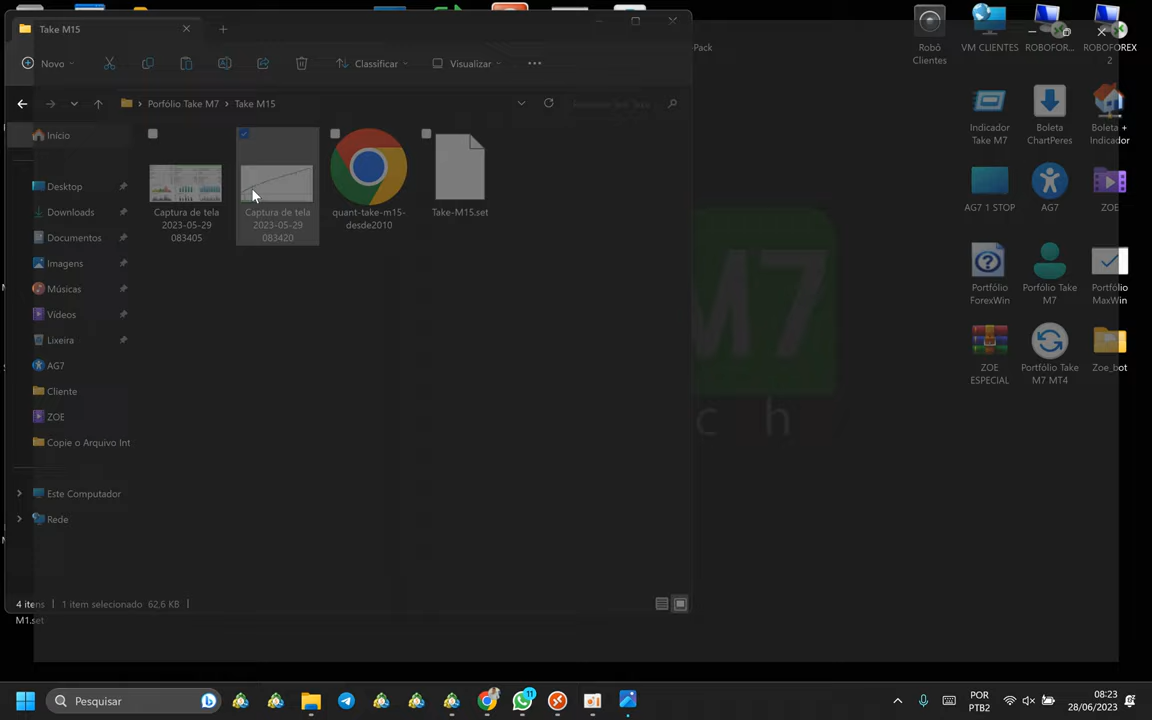 Take M15
Novo
Classificar
Visualizar
Porfólio Take M7
Take M15
Início
Desktop
Downloads
Documentos
Imagens
Músicas
Vídeos
Lixeira
AG7
Cliente
ZOE
Copie o Arquivo Int
Este Computador
Rede
Captura de tela
2023-05-29
083405
Captura de tela
2023-05-29
083420
quant-take-m15-
desde2010
Take-M15.set
4 itens
1 item selecionado 62,6 KB
M1.set
Pack
M7
c h
Robô
Clientes
VM CLIENTES
ROBOFOR...
ROBOFOREX
2
Indicador
Take M7
Boleta
ChartPeres
Boleta +
Indicador
AG7 1 STOP
AG7
ZOE
Portfólio
ForexWin
Porfólio Take
M7
Portfólio
MaxWin
ZOE
ESPECIAL
Portfólio Take
M7 MT4
Zoe_bot
Pesquisar
11
POR
PTB2
08:23
28/06/2023